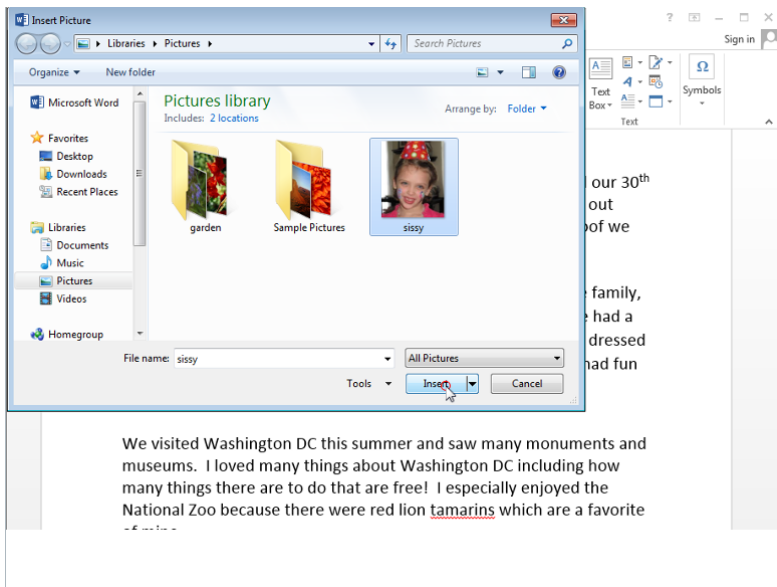 Insert Picture
Sign in
Libraries Pictures
Search Pictures
Organize New folder
Microsoft Word
Favorites
Desktop
Downloads
Recent Places
Libraries
Documents
Music
Pictures
Videos
Homegroup
Pictures library
Includes: 2 locations
Arrange by: Folder
garden
Sample Pictures
sissy
File name: sissy
All Pictures
Tools
Insert
Cancel
Text
Box
Symbols
Text
our 30th
out
of we
family,
had a
dressed
had fun
We visited Washington DC this summer and saw many monuments and
museums. I loved many things about Washington DC including how
many things there are to do that are free! I especially enjoyed the
National Zoo because there were red lion tamarins which are a favorite